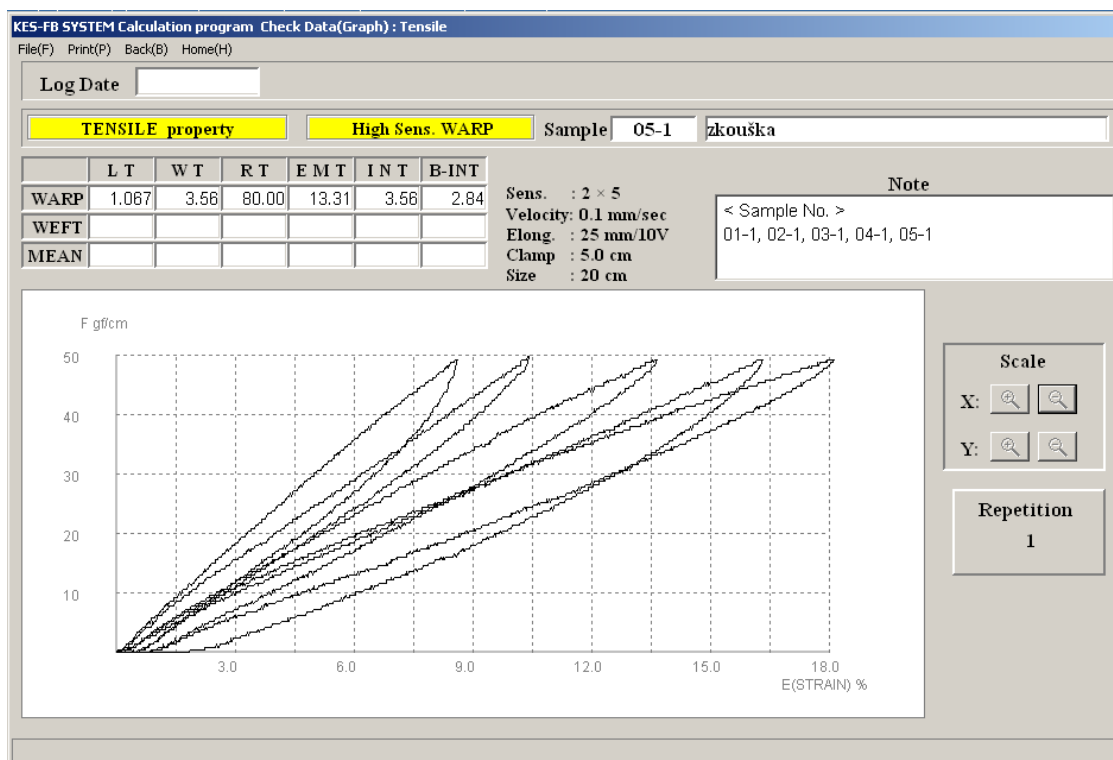 KES-FB SYSTEM Calculation program Check Data(Graph) : Tensile
File(F) Print(P) Back(B) Home(H)
Log Date
TENSILE property High Sens. WARP Sample 05-1 zkouška
L T W T R T E M T I N T B-INT
WARP 1.067 3.56 80.00 13.31 3.56 2.84
WEFT
MEAN
Sens. : 2 × 5
Velocity: 0.1 mm/sec
Elong. : 25 mm/10V
Clamp : 5.0 cm
Size : 20 cm
Note
< Sample No. >
01-1, 02-1, 03-1, 04-1, 05-1
F gf/cm
50
40
30
20
10
3.0 6.0 9.0 12.0 15.0 18.0
E(STRAIN) %
Scale
X:
Y:
Repetition
1